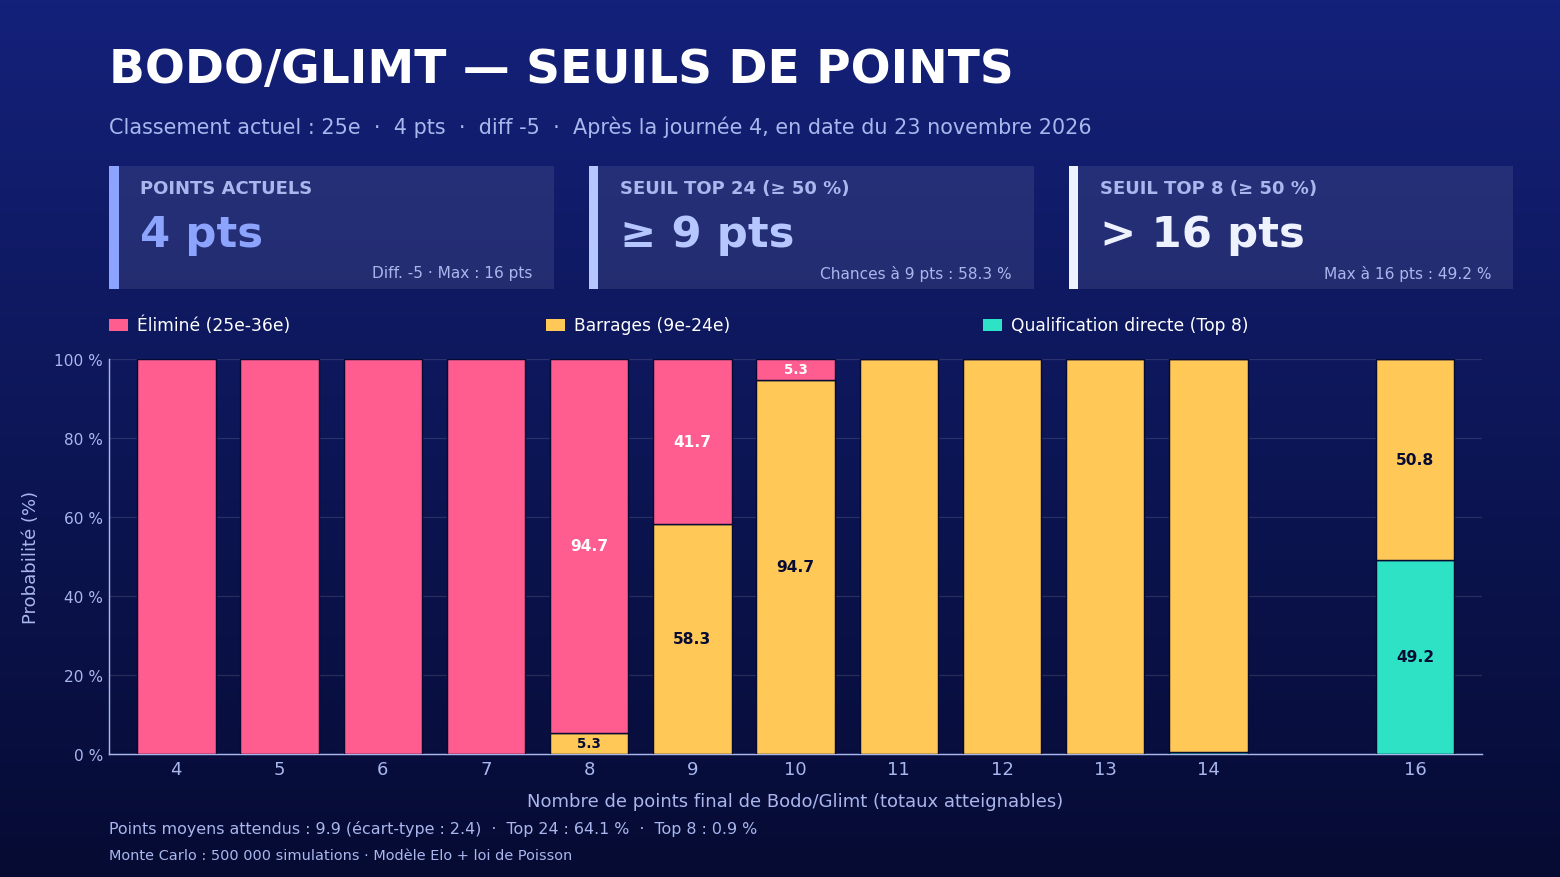 BODO/GLIMT — SEUILS DE POINTS
Classement actuel : 25e · 4 pts · diff -5 · Après la journée 4, en date du 23 novembre 2026
POINTS ACTUELS
4 pts
Diff. -5 · Max : 16 pts
SEUIL TOP 24 (≥ 50 %)
≥ 9 pts
Chances à 9 pts : 58.3 %
SEUIL TOP 8 (≥ 50 %)
> 16 pts
Max à 16 pts : 49.2 %
Éliminé (25e-36e)
Barrages (9e-24e)
Qualification directe (Top 8)
Probabilité (%)
100 %
80 %
60 %
40 %
20 %
0 %
94.7
5.3
41.7
58.3
5.3
94.7
50.8
49.2
4 5 6 7 8 9 10 11 12 13 14 16
Nombre de points final de Bodo/Glimt (totaux atteignables)
Points moyens attendus : 9.9 (écart-type : 2.4) · Top 24 : 64.1 % · Top 8 : 0.9 %
Monte Carlo : 500 000 simulations · Modèle Elo + loi de Poisson